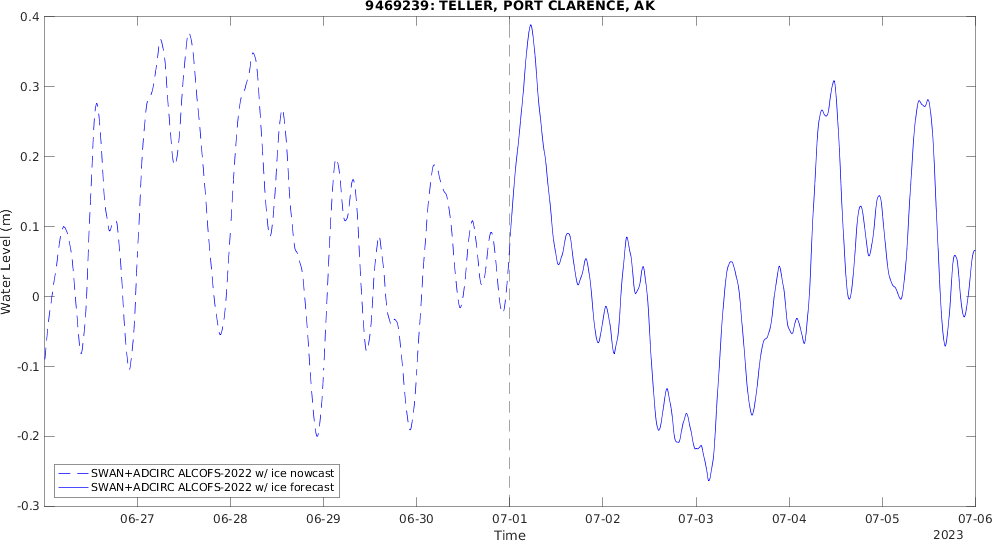 9469239: TELLER, PORT CLARENCE, AK
0.4
0.3
0.2
0.1
0
-0.1
-0.2
-0.3
Water Level (m)
SWAN+ADCIRC ALCOFS-2022 w/ ice nowcast
SWAN+ADCIRC ALCOFS-2022 w/ ice forecast
06-27 06-28 06-29 06-30 07-01 07-02 07-03 07-04 07-05 07-06
Time
2023